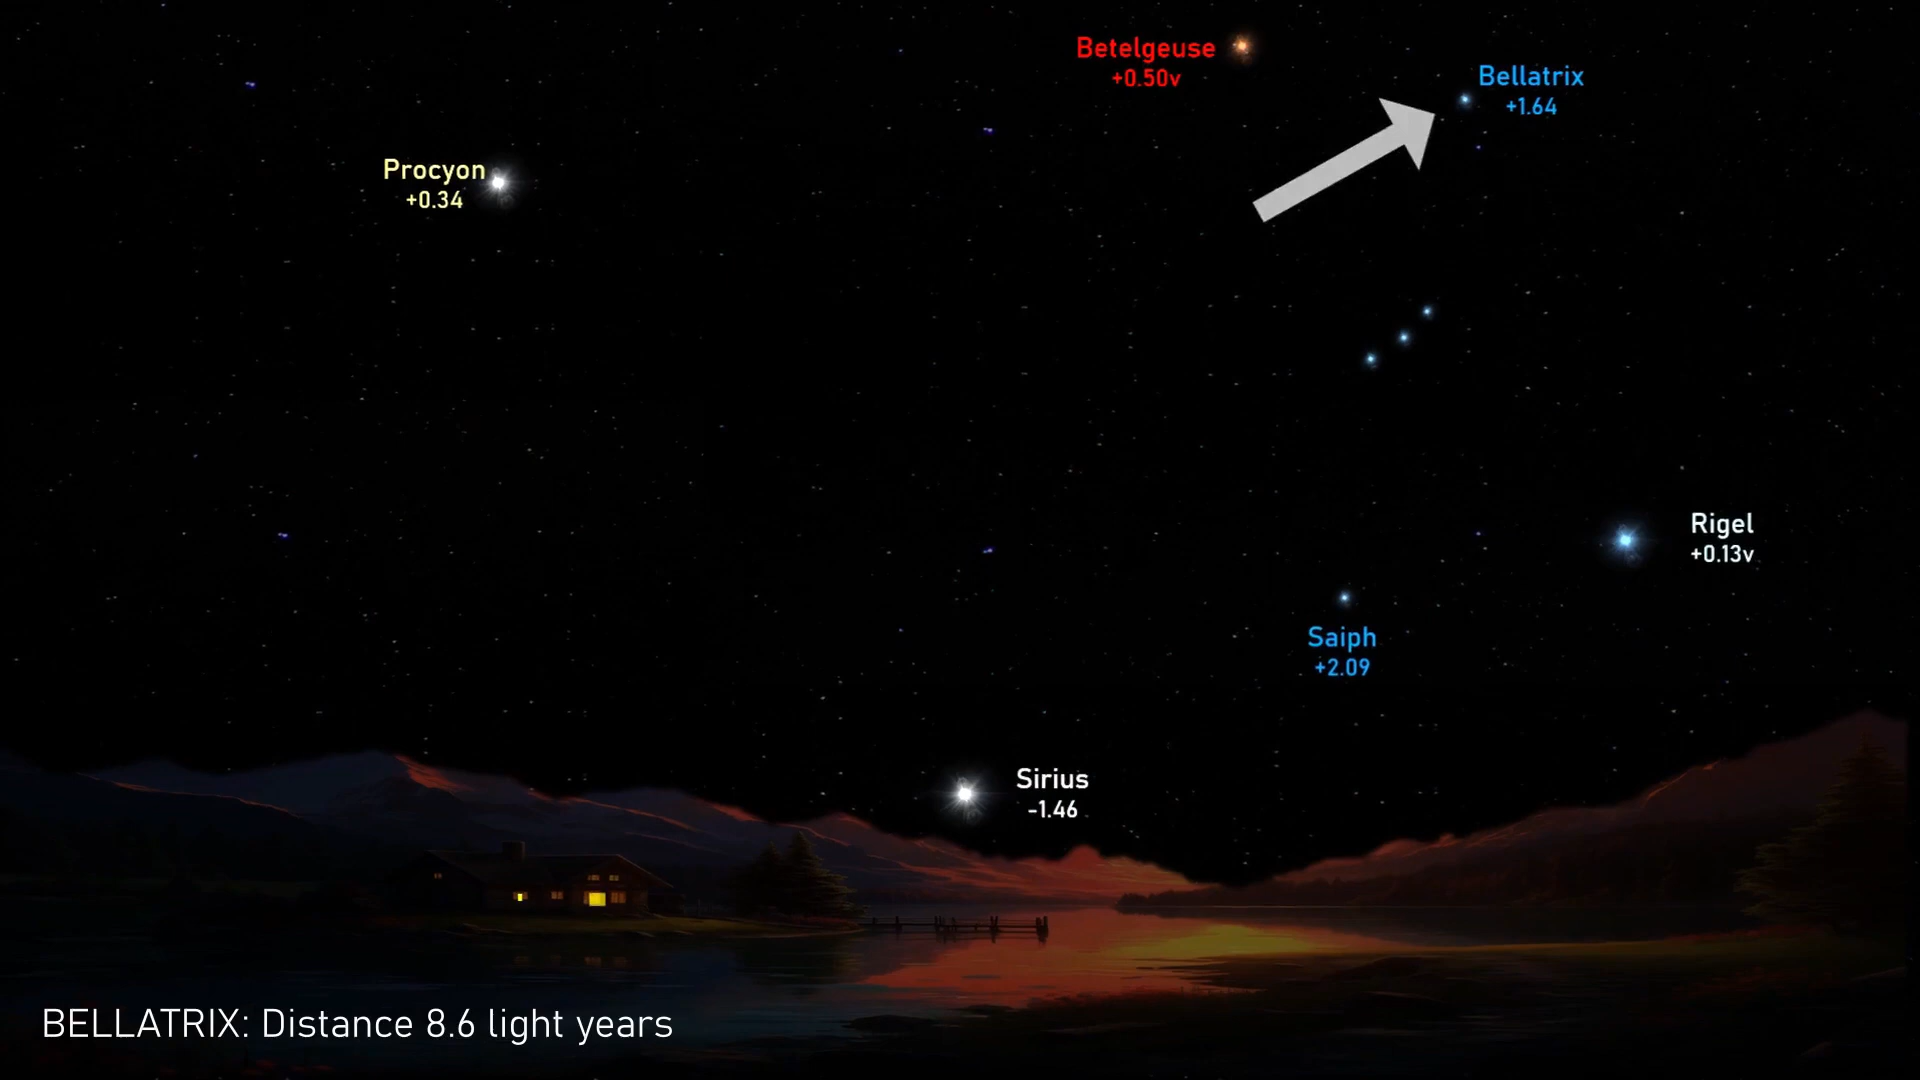 Betelgeuse
+0.50v
Bellatrix
+1.64
Procyon
+0.34
Rigel
+0.13v
Saiph
+2.09
Sirius
-1.46
BELLATRIX: Distance 8.6 light years